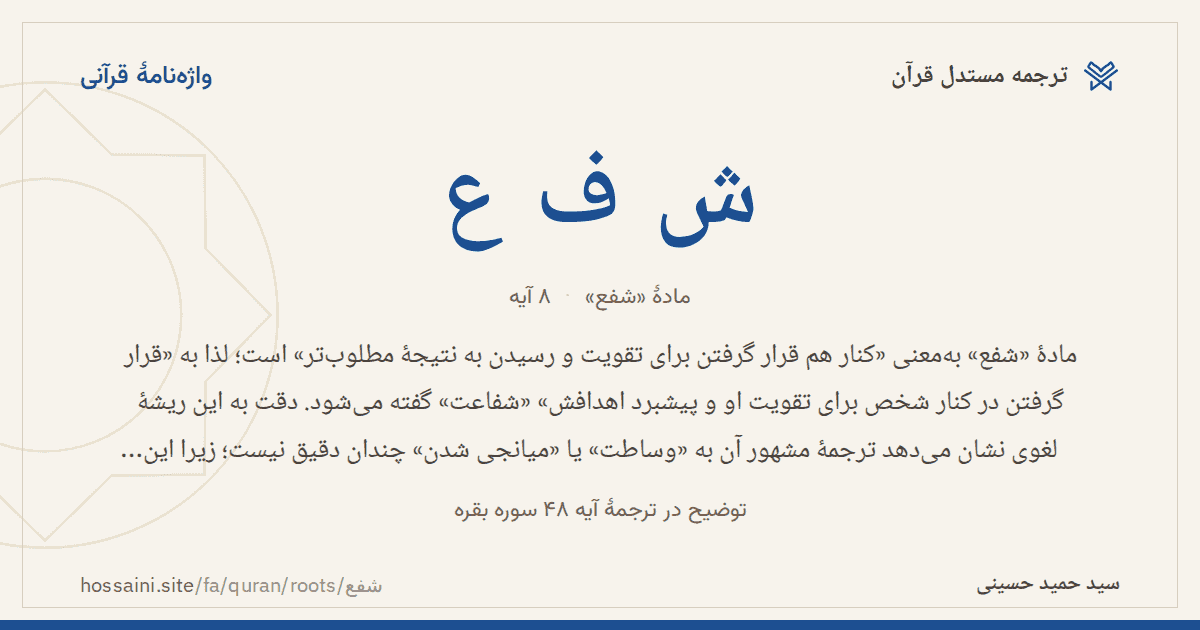 ترجمه مستدل قرآن
واژه‌نامهٔ قرآنی
ش ف ع
مادهٔ «شفع» · ۸ آیه
مادهٔ «شفع» به‌معنی «کنار هم قرار گرفتن برای تقویت و رسیدن به نتیجهٔ مطلوب‌تر» است؛ لذا به «قرار
گرفتن در کنار شخص برای تقویت او و پیشبرد اهدافش» «شفاعت» گفته می‌شود. دقت به این ریشهٔ
لغوی نشان می‌دهد ترجمهٔ مشهور آن به «وساطت» یا «میانجی شدن» چندان دقیق نیست؛ زیرا این…
توضیح در ترجمهٔ آیه ۴۸ سوره بقره
سید حمید حسینی
hossaini.site/fa/quran/roots/شفع